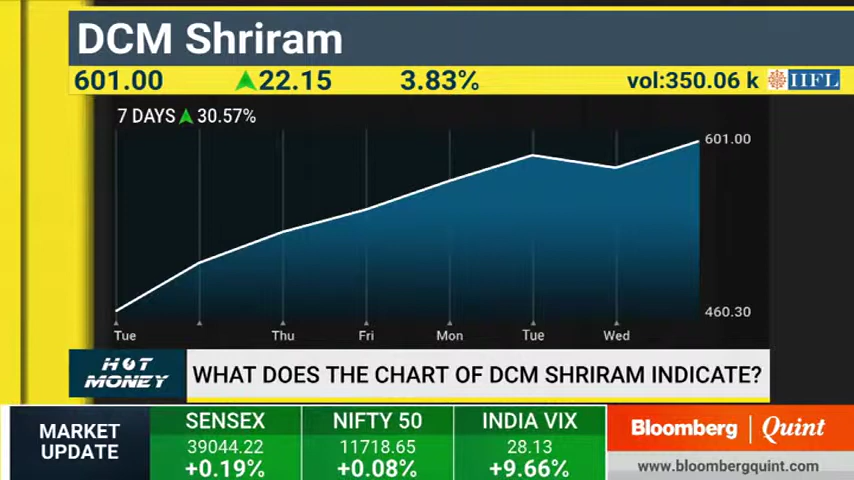 DCM Shriram
601.00 22.15 3.83% vol:350.06 k IIFL
7 DAYS 30.57%
601.00
460.30
Tue Thu Fri Mon Tue Wed
HOT MONEY
WHAT DOES THE CHART OF DCM SHRIRAM INDICATE?
MARKET UPDATE
SENSEX
39044.22
+0.19%
NIFTY 50
11718.65
+0.08%
INDIA VIX
28.13
+9.66%
Bloomberg | Quint
www.bloombergquint.com